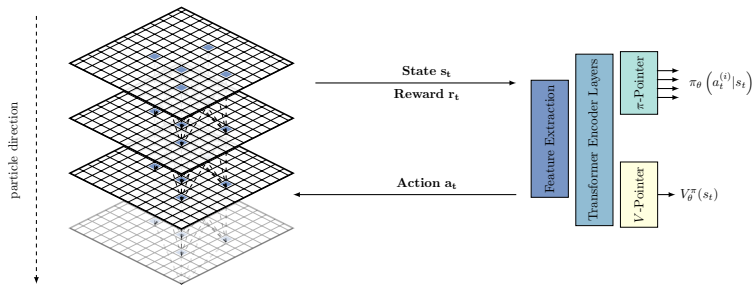 particle direction
State s_t
Reward r_t
Action a_t
Feature Extraction
Transformer Encoder Layers
π-Pointer
V-Pointer
π_θ (a_t^{(i)}|s_t)
V_θ^π(s_t)